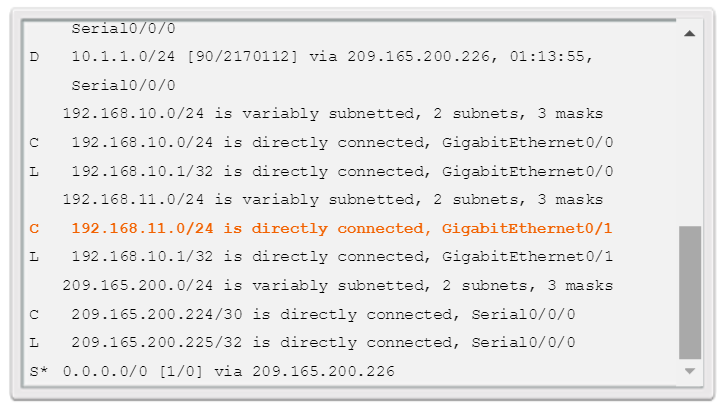 Serial0/0/0
D 10.1.1.0/24 [90/2170112] via 209.165.200.226, 01:13:55,
Serial0/0/0
192.168.10.0/24 is variably subnetted, 2 subnets, 3 masks
C 192.168.10.0/24 is directly connected, GigabitEthernet0/0
L 192.168.10.1/32 is directly connected, GigabitEthernet0/0
192.168.11.0/24 is variably subnetted, 2 subnets, 3 masks
C 192.168.11.0/24 is directly connected, GigabitEthernet0/1
L 192.168.10.1/32 is directly connected, GigabitEthernet0/1
209.165.200.0/24 is variably subnetted, 2 subnets, 3 masks
C 209.165.200.224/30 is directly connected, Serial0/0/0
L 209.165.200.225/32 is directly connected, Serial0/0/0
S* 0.0.0.0/0 [1/0] via 209.165.200.226